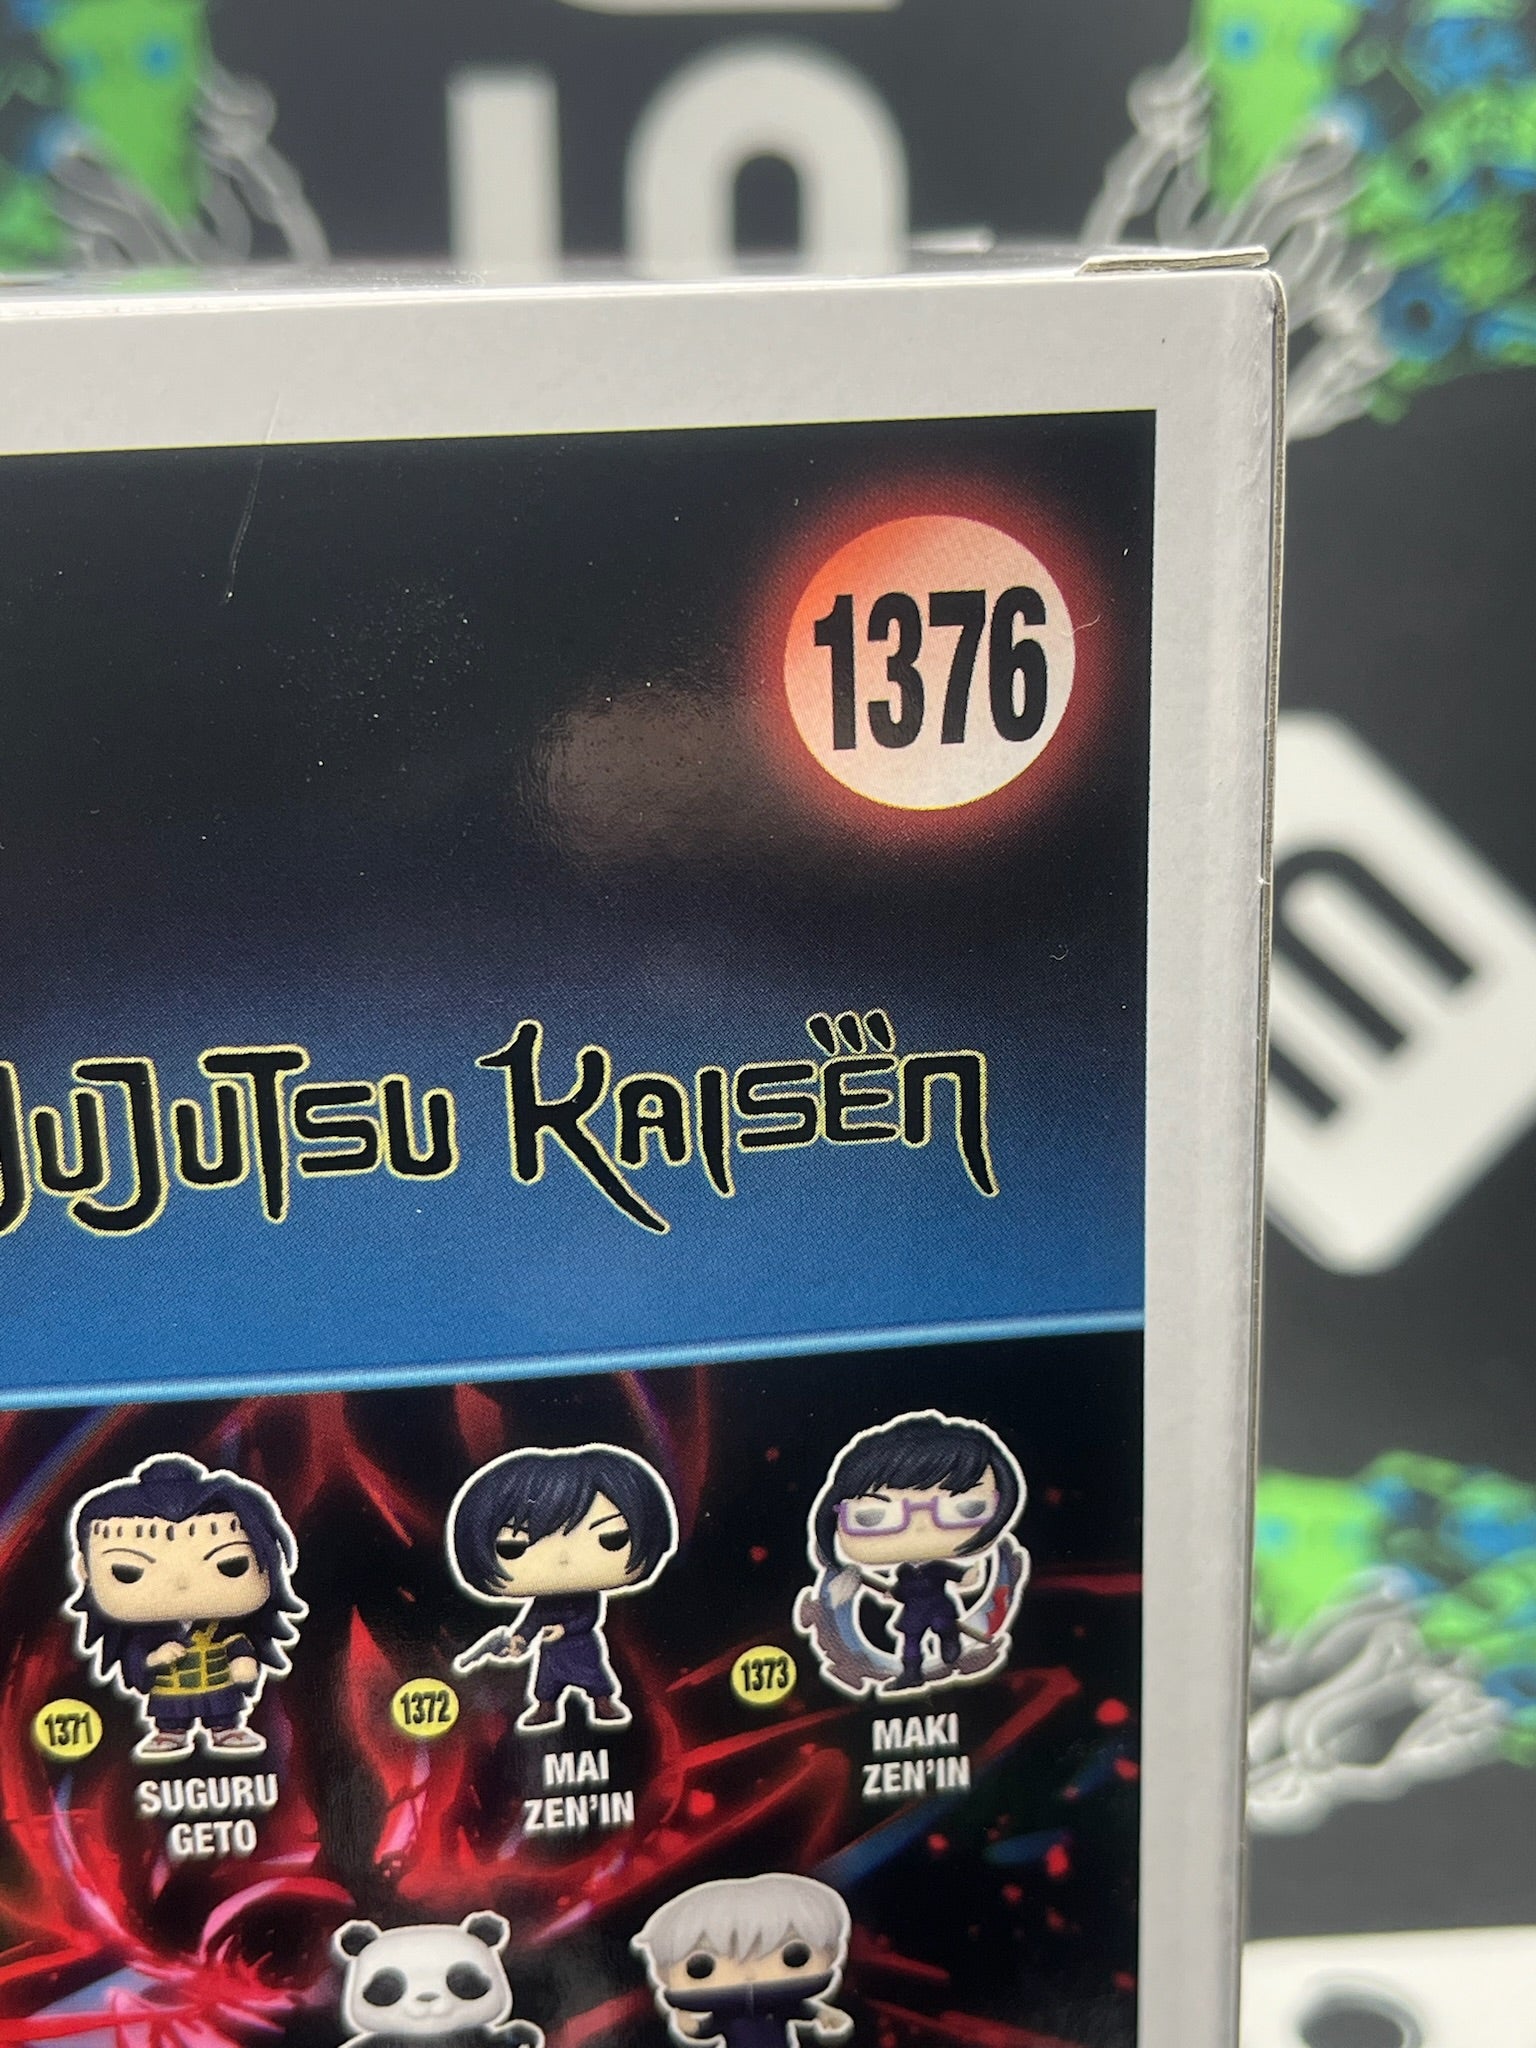 1376
JUJUTSU KAISEN
1371
SUGURU
GETO
1372
MAI
ZEN'IN
1373
MAKI
ZEN'IN